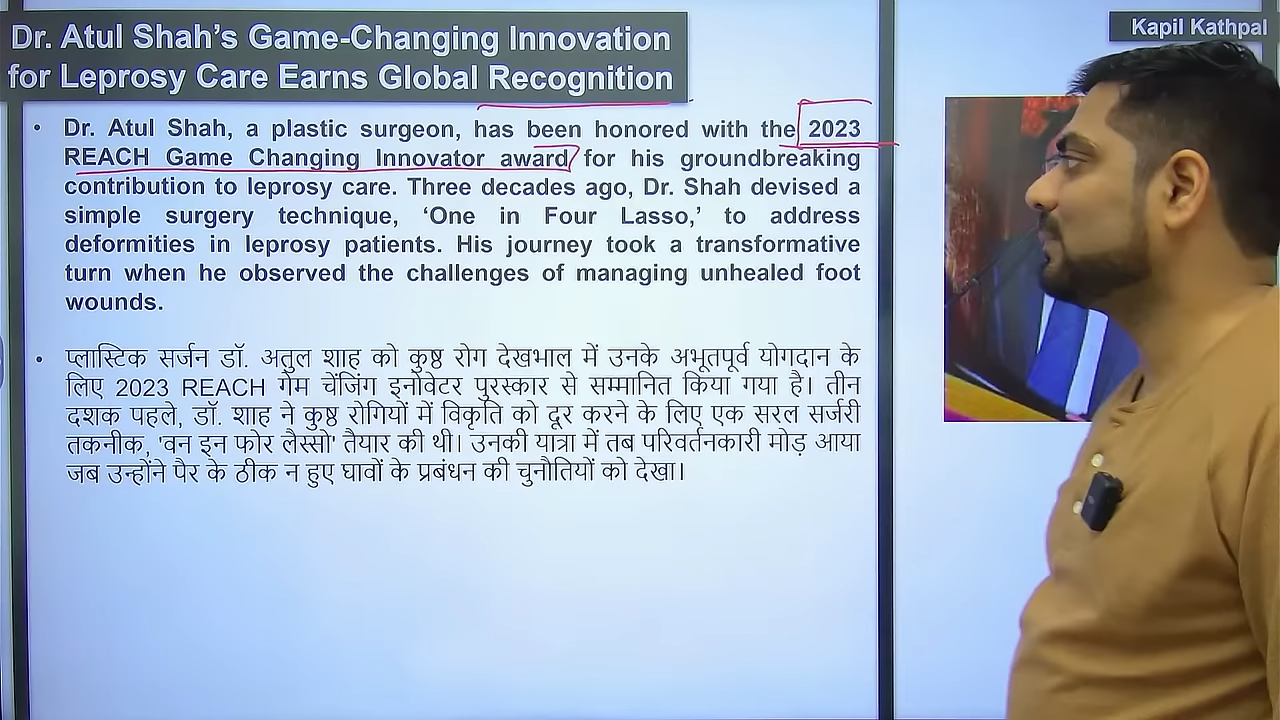 Dr. Atul Shah’s Game-Changing Innovation
for Leprosy Care Earns Global Recognition
Kapil Kathpal
• Dr. Atul Shah, a plastic surgeon, has been honored with the 2023
REACH Game Changing Innovator award for his groundbreaking
contribution to leprosy care. Three decades ago, Dr. Shah devised a
simple surgery technique, ‘One in Four Lasso,’ to address
deformities in leprosy patients. His journey took a transformative
turn when he observed the challenges of managing unhealed foot
wounds.
• प्लास्टिक सर्जन डॉ. अतुल शाह को कुष्ठ रोग देखभाल में उनके अभूतपूर्व योगदान के
लिए 2023 REACH गेम चेंजिंग इनोवेटर पुरस्कार से सम्मानित किया गया है। तीन
दशक पहले, डॉ. शाह ने कुष्ठ रोगियों में विकृति को दूर करने के लिए एक सरल सर्जरी
तकनीक, 'वन इन फोर लैस्सो' तैयार की थी। उनकी यात्रा में तब परिवर्तनकारी मोड़ आया
जब उन्होंने पैर के ठीक न हुए घावों के प्रबंधन की चुनौतियों को देखा।